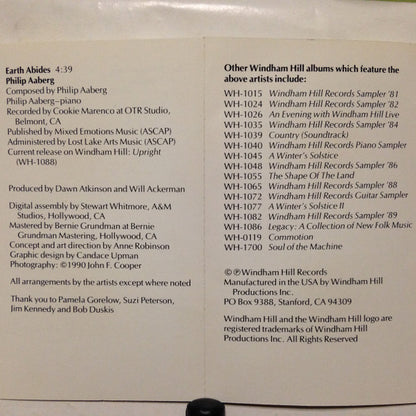 Earth Abides 4:39
Philip Aaberg
Composed by Philip Aaberg
Philip Aaberg–piano
Recorded by Cookie Marenco at OTR Studio,
Belmont, CA
Published by Mixed Emotions Music (ASCAP)
Administered by Lost Lake Arts Music (ASCAP)
Current release on Windham Hill: Upright
(WH-1088)
Produced by Dawn Atkinson and Will Ackerman
Digital assembly by Stewart Whitmore, A&M
Studios, Hollywood, CA
Mastered by Bernie Grundman at Bernie
Grundman Mastering, Hollywood, CA
Concept and art direction by Anne Robinson
Graphic design by Candace Upman
Photography: ©1990 John F. Cooper
All arrangements by the artists except where noted
Thank you to Pamela Gorelow, Suzi Peterson,
Jim Kennedy and Bob Duskis
Other Windham Hill albums which feature the
above artists include:
WH-1015 Windham Hill Records Sampler '81
WH-1024 Windham Hill Records Sampler '82
WH-1026 An Evening with Windham Hill Live
WH-1035 Windham Hill Records Sampler '84
WH-1039 Country (Soundtrack)
WH-1040 Windham Hill Records Piano Sampler
WH-1045 A Winter's Solstice
WH-1048 Windham Hill Records Sampler '86
WH-1055 The Shape Of The Land
WH-1065 Windham Hill Records Sampler '88
WH-1072 Windham Hill Records Guitar Sampler
WH-1077 A Winter's Solstice II
WH-1082 Windham Hill Records Sampler '89
WH-1086 Legacy: A Collection of New Folk Music
WH-0119 Commotion
WH-1700 Soul of the Machine
©℗Windham Hill Records
Manufactured in the USA by Windham Hill
Productions Inc.
PO Box 9388, Stanford, CA 94309
Windham Hill and the Windham Hill logo are
registered trademarks of Windham Hill
Productions Inc. All Rights Reserved